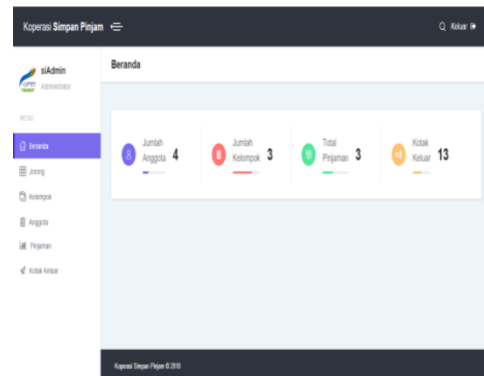 Koperasi Simpan Pinjam
Keluar
siAdmin
Administrator
MENU
Beranda
Jorong
Kelompok
Anggota
Pinjaman
Kotak Keluar
Beranda
Jumlah
Anggota 4
Jumlah
Kelompok 3
Total
Pinjaman 3
Kotak
Keluar 13
Koperasi Simpan Pinjam © 2018